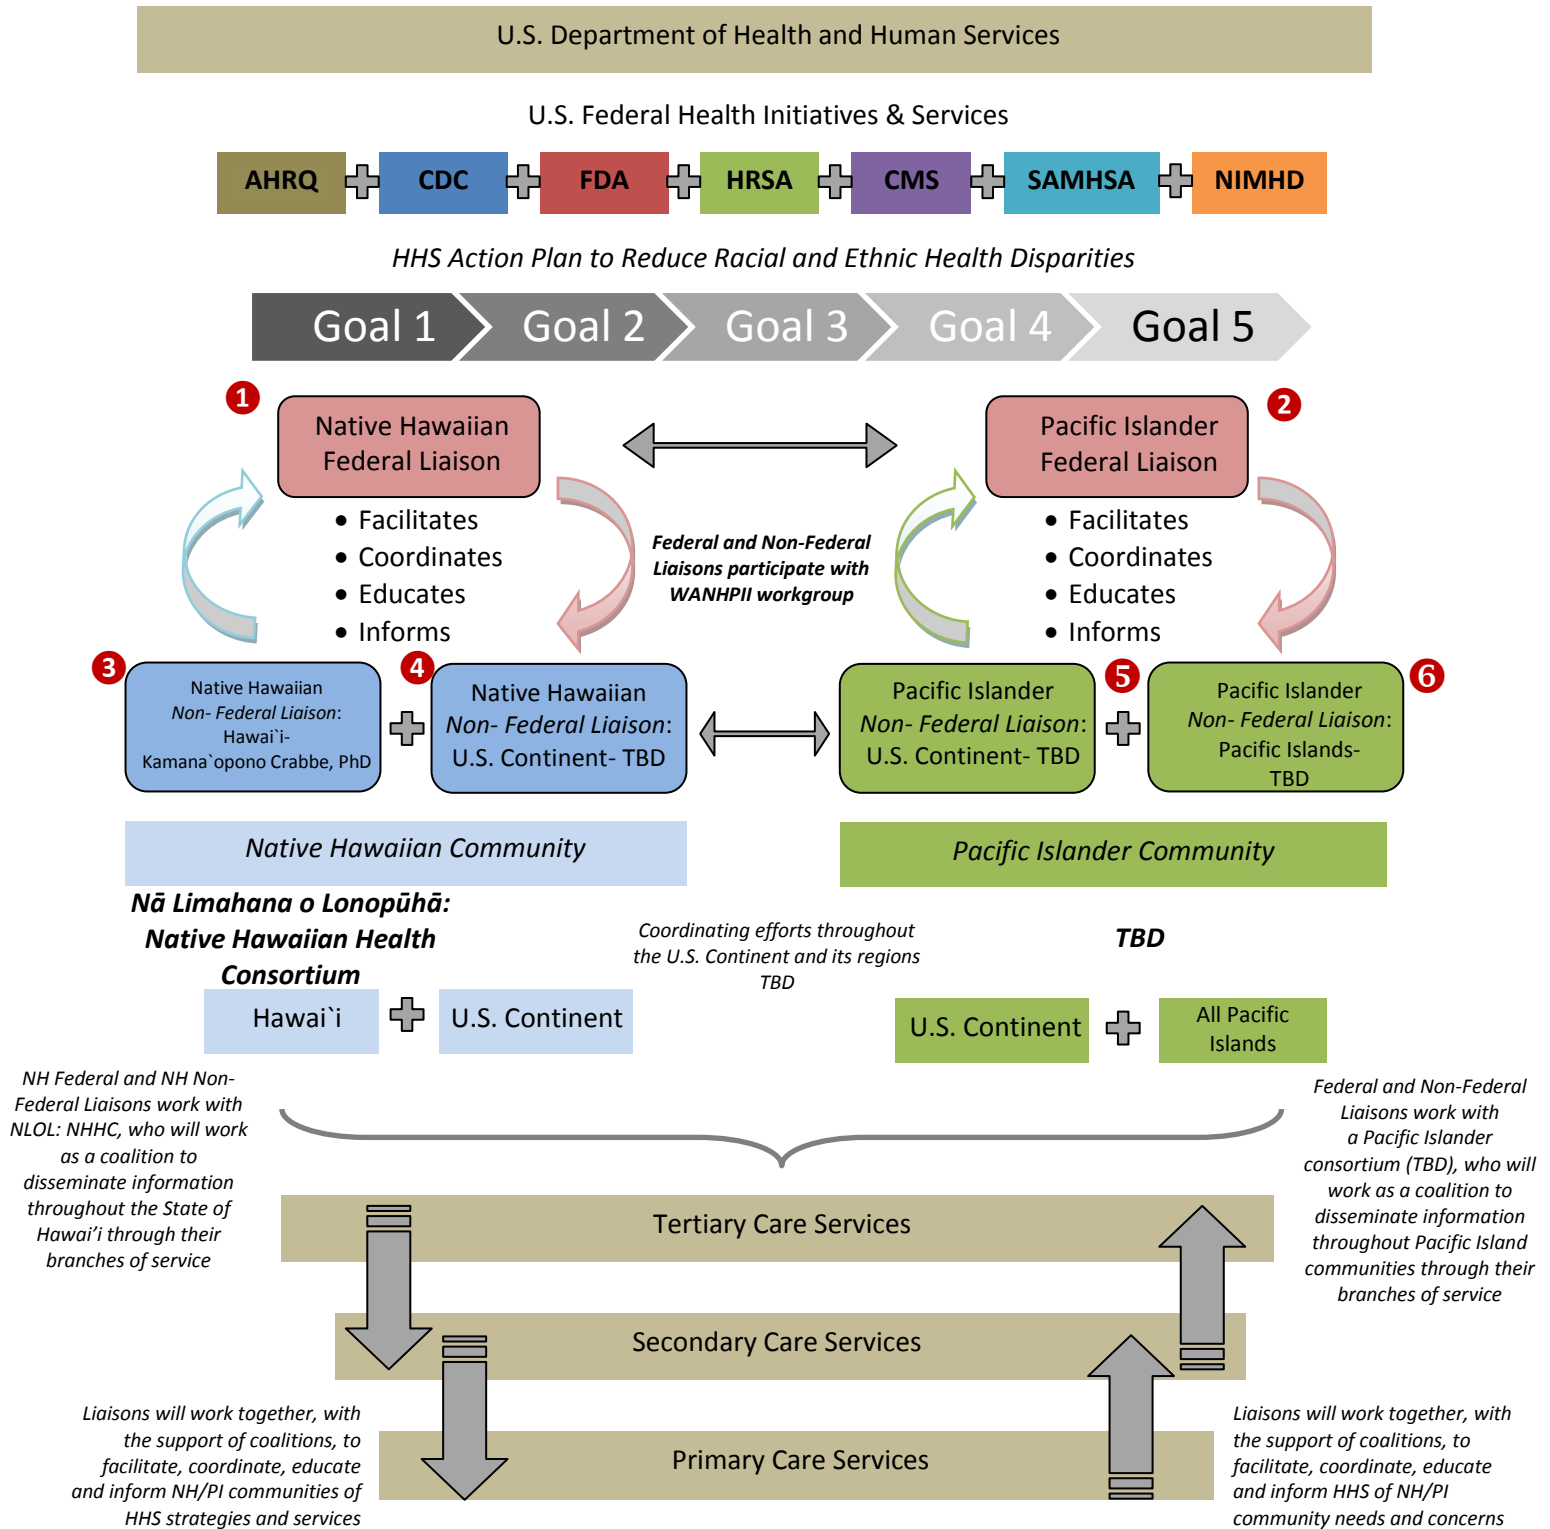 U.S. Department of Health and Human Services
U.S. Federal Health Initiatives & Services
AHRQ
CDC
FDA
HRSA
CMS
SAMHSA
NIMHD
HHS Action Plan to Reduce Racial and Ethnic Health Disparities
Goal 1
Goal 2
Goal 3
Goal 4
Goal 5
1
Native Hawaiian
Federal Liaison
2
Pacific Islander
Federal Liaison
• Facilitates
• Coordinates
• Educates
• Informs
Federal and Non-Federal
Liaisons participate with
WANHPII workgroup
• Facilitates
• Coordinates
• Educates
• Informs
3
Native Hawaiian
Non- Federal Liaison:
Hawai`i-
Kamana`opono Crabbe, PhD
4
Native Hawaiian
Non- Federal Liaison:
U.S. Continent- TBD
Pacific Islander
Non- Federal Liaison:
U.S. Continent- TBD
5
Pacific Islander
Non- Federal Liaison:
Pacific Islands-
TBD
6
Native Hawaiian Community
Pacific Islander Community
Nā Limahana o Lonopūhā:
Native Hawaiian Health
Consortium
Coordinating efforts throughout
the U.S. Continent and its regions
TBD
TBD
Hawai`i
U.S. Continent
U.S. Continent
All Pacific
Islands
NH Federal and NH Non-
Federal Liaisons work with
NLOL: NHHC, who will work
as a coalition to
disseminate information
throughout the State of
Hawai’i through their
branches of service
Federal and Non-Federal
Liaisons work with
a Pacific Islander
consortium (TBD), who will
work as a coalition to
disseminate information
throughout Pacific Island
communities through their
branches of service
Tertiary Care Services
Secondary Care Services
Primary Care Services
Liaisons will work together, with
the support of coalitions, to
facilitate, coordinate, educate
and inform NH/PI communities of
HHS strategies and services
Liaisons will work together, with
the support of coalitions, to
facilitate, coordinate, educate
and inform HHS of NH/PI
community needs and concerns